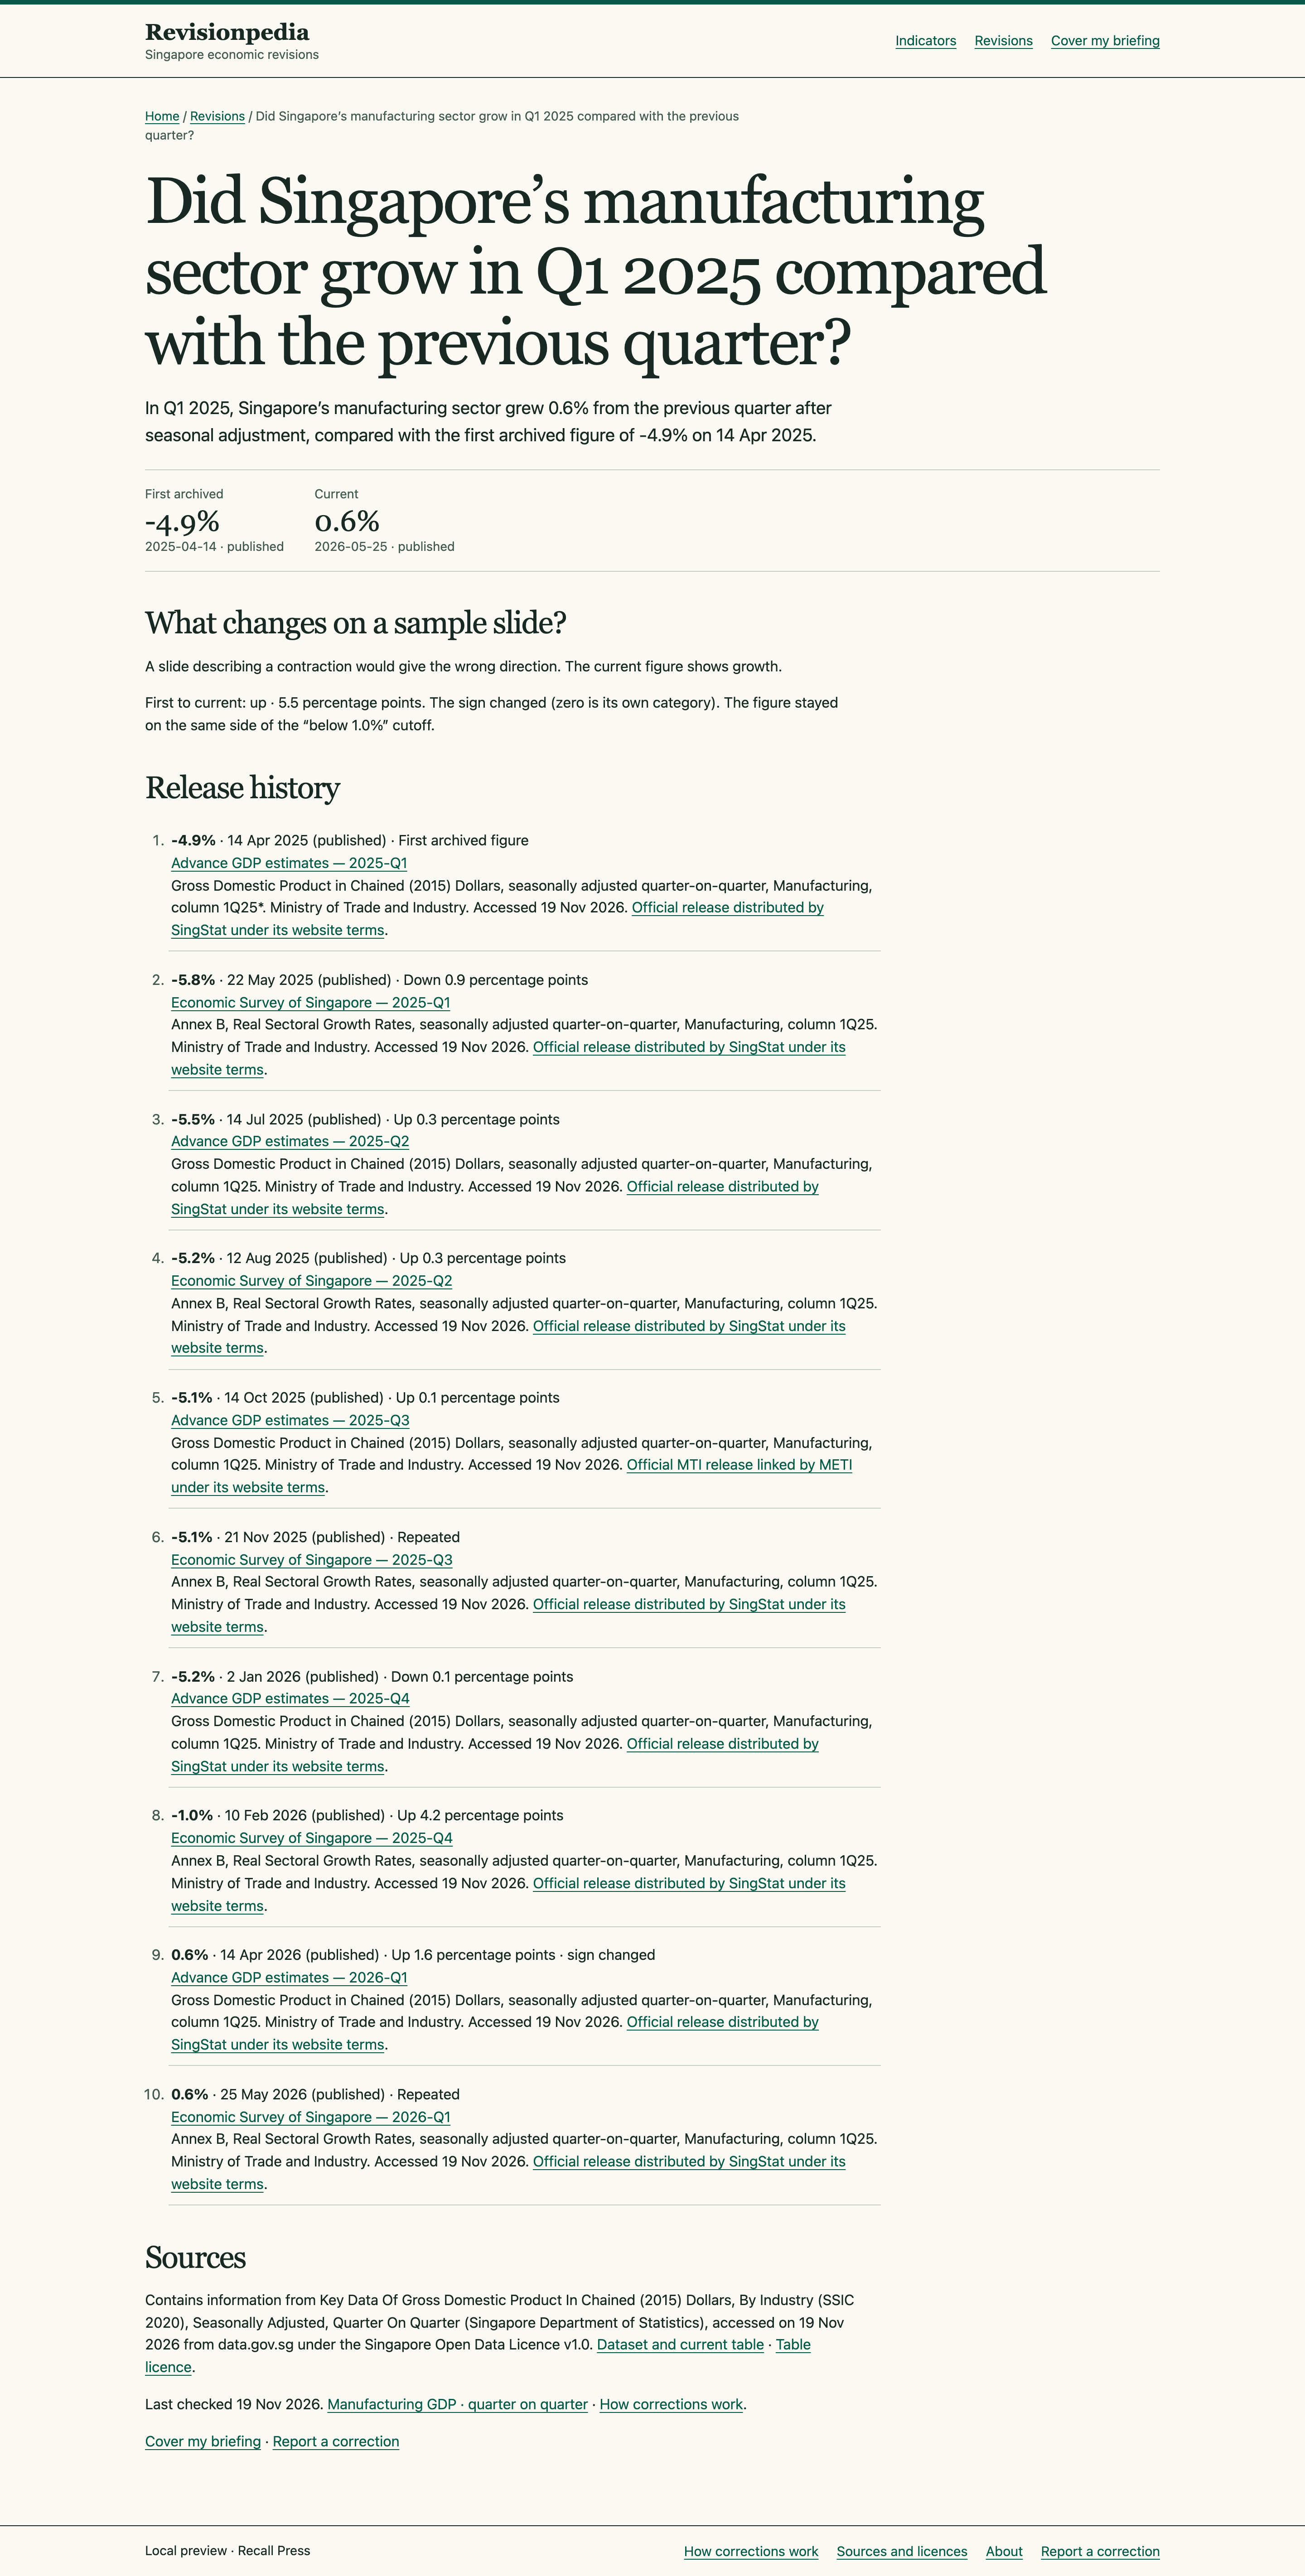 Revisionpedia
Singapore economic revisions
Indicators Revisions Cover my briefing
Home / Revisions / Did Singapore’s manufacturing sector grow in Q1 2025 compared with the previous
quarter?
Did Singapore’s manufacturing
sector grow in Q1 2025 compared
with the previous quarter?
In Q1 2025, Singapore’s manufacturing sector grew 0.6% from the previous quarter after
seasonal adjustment, compared with the first archived figure of -4.9% on 14 Apr 2025.
First archived
-4.9%
2025-04-14 · published
Current
0.6%
2026-05-25 · published
What changes on a sample slide?
A slide describing a contraction would give the wrong direction. The current figure shows growth.
First to current: up · 5.5 percentage points. The sign changed (zero is its own category). The figure stayed
on the same side of the “below 1.0%” cutoff.
Release history
1. -4.9% · 14 Apr 2025 (published) · First archived figure
Advance GDP estimates — 2025-Q1
Gross Domestic Product in Chained (2015) Dollars, seasonally adjusted quarter-on-quarter, Manufacturing,
column 1Q25*. Ministry of Trade and Industry. Accessed 19 Nov 2026. Official release distributed by
SingStat under its website terms.
2. -5.8% · 22 May 2025 (published) · Down 0.9 percentage points
Economic Survey of Singapore — 2025-Q1
Annex B, Real Sectoral Growth Rates, seasonally adjusted quarter-on-quarter, Manufacturing, column 1Q25.
Ministry of Trade and Industry. Accessed 19 Nov 2026. Official release distributed by SingStat under its
website terms.
3. -5.5% · 14 Jul 2025 (published) · Up 0.3 percentage points
Advance GDP estimates — 2025-Q2
Gross Domestic Product in Chained (2015) Dollars, seasonally adjusted quarter-on-quarter, Manufacturing,
column 1Q25. Ministry of Trade and Industry. Accessed 19 Nov 2026. Official release distributed by
SingStat under its website terms.
4. -5.2% · 12 Aug 2025 (published) · Up 0.3 percentage points
Economic Survey of Singapore — 2025-Q2
Annex B, Real Sectoral Growth Rates, seasonally adjusted quarter-on-quarter, Manufacturing, column 1Q25.
Ministry of Trade and Industry. Accessed 19 Nov 2026. Official release distributed by SingStat under its
website terms.
5. -5.1% · 14 Oct 2025 (published) · Up 0.1 percentage points
Advance GDP estimates — 2025-Q3
Gross Domestic Product in Chained (2015) Dollars, seasonally adjusted quarter-on-quarter, Manufacturing,
column 1Q25. Ministry of Trade and Industry. Accessed 19 Nov 2026. Official MTI release linked by METI
under its website terms.
6. -5.1% · 21 Nov 2025 (published) · Repeated
Economic Survey of Singapore — 2025-Q3
Annex B, Real Sectoral Growth Rates, seasonally adjusted quarter-on-quarter, Manufacturing, column 1Q25.
Ministry of Trade and Industry. Accessed 19 Nov 2026. Official release distributed by SingStat under its
website terms.
7. -5.2% · 2 Jan 2026 (published) · Down 0.1 percentage points
Advance GDP estimates — 2025-Q4
Gross Domestic Product in Chained (2015) Dollars, seasonally adjusted quarter-on-quarter, Manufacturing,
column 1Q25. Ministry of Trade and Industry. Accessed 19 Nov 2026. Official release distributed by
SingStat under its website terms.
8. -1.0% · 10 Feb 2026 (published) · Up 4.2 percentage points
Economic Survey of Singapore — 2025-Q4
Annex B, Real Sectoral Growth Rates, seasonally adjusted quarter-on-quarter, Manufacturing, column 1Q25.
Ministry of Trade and Industry. Accessed 19 Nov 2026. Official release distributed by SingStat under its
website terms.
9. 0.6% · 14 Apr 2026 (published) · Up 1.6 percentage points · sign changed
Advance GDP estimates — 2026-Q1
Gross Domestic Product in Chained (2015) Dollars, seasonally adjusted quarter-on-quarter, Manufacturing,
column 1Q25. Ministry of Trade and Industry. Accessed 19 Nov 2026. Official release distributed by
SingStat under its website terms.
10. 0.6% · 25 May 2026 (published) · Repeated
Economic Survey of Singapore — 2026-Q1
Annex B, Real Sectoral Growth Rates, seasonally adjusted quarter-on-quarter, Manufacturing, column 1Q25.
Ministry of Trade and Industry. Accessed 19 Nov 2026. Official release distributed by SingStat under its
website terms.
Sources
Contains information from Key Data Of Gross Domestic Product In Chained (2015) Dollars, By Industry (SSIC
2020), Seasonally Adjusted, Quarter On Quarter (Singapore Department of Statistics), accessed on 19 Nov
2026 from data.gov.sg under the Singapore Open Data Licence v1.0. Dataset and current table · Table
licence.
Last checked 19 Nov 2026. Manufacturing GDP · quarter on quarter · How corrections work.
Cover my briefing · Report a correction
Local preview · Recall Press
How corrections work Sources and licences About Report a correction